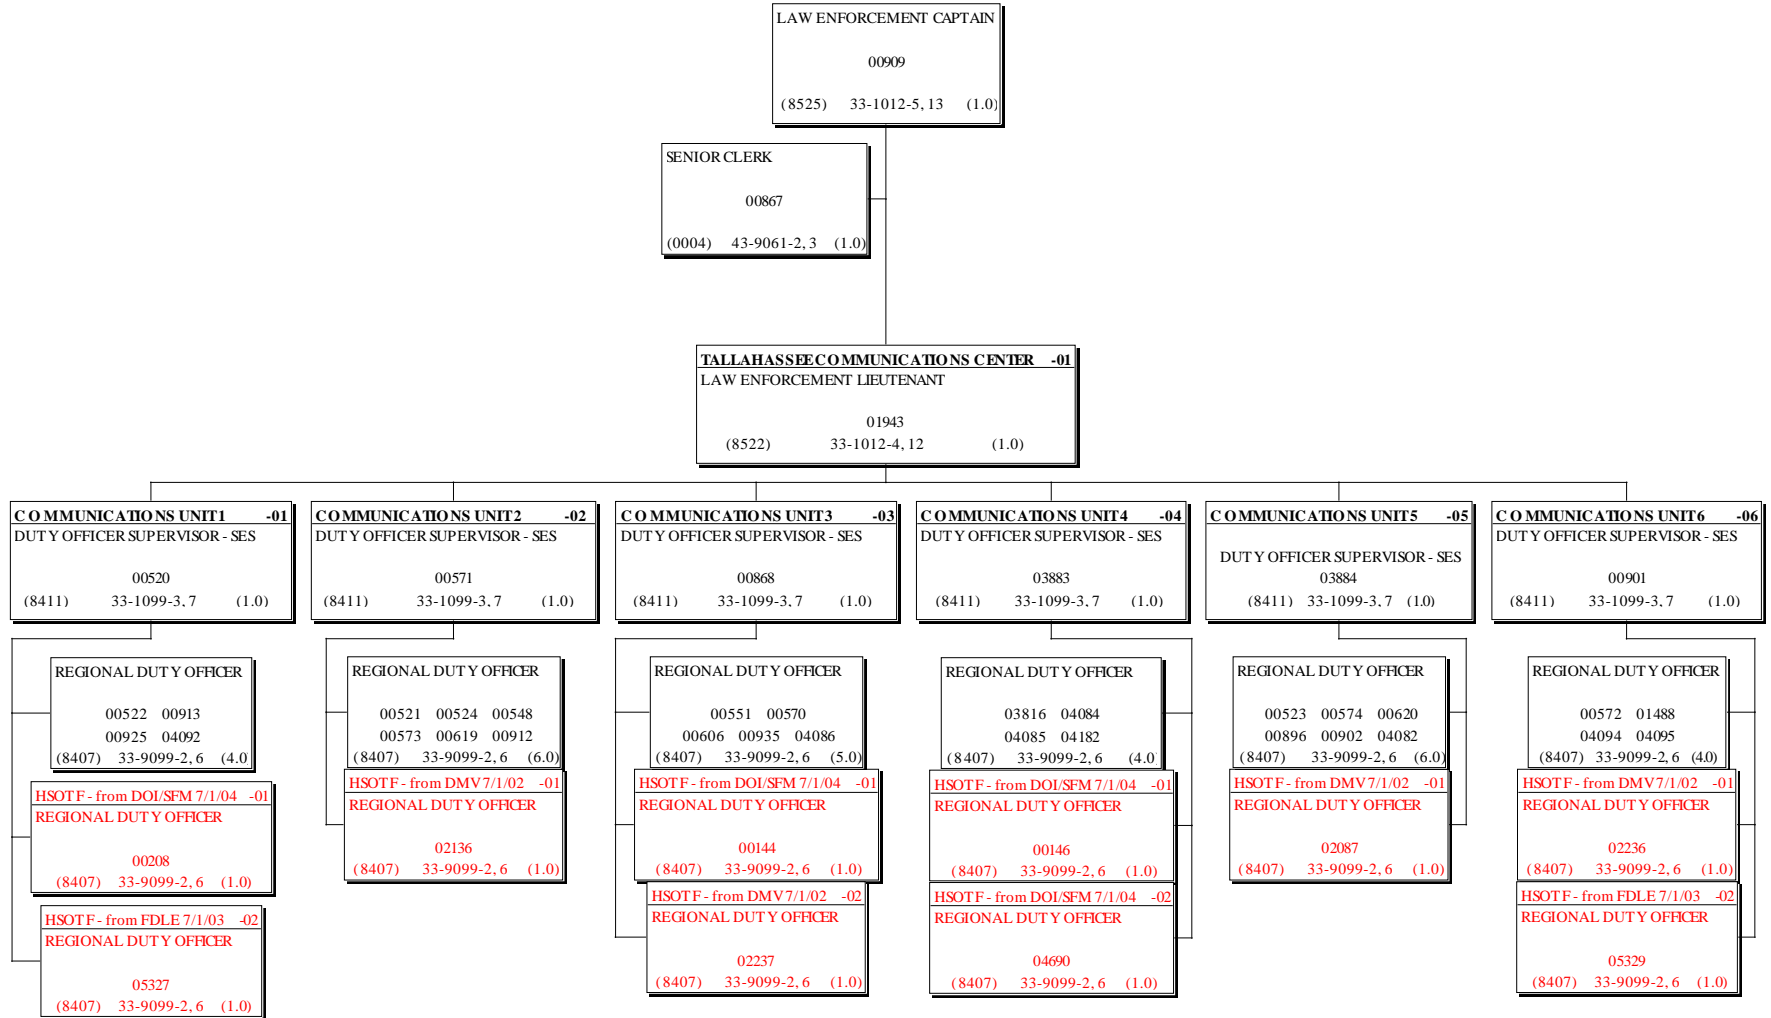 LAW ENFORCEMENT CAPTAIN
00909
(8525) 33-1012-5, 13 (1.0)
SENIOR CLERK
00867
(0004) 43-9061-2, 3 (1.0)
TALLAHASSEE COMMUNICATIONS CENTER -01
LAW ENFORCEMENT LIEUTENANT
01943
(8522) 33-1012-4, 12 (1.0)
COMMUNICATIONS UNIT 1 -01
DUTY OFFICER SUPERVISOR - SES
00520
(8411) 33-1099-3, 7 (1.0)
COMMUNICATIONS UNIT 2 -02
DUTY OFFICER SUPERVISOR - SES
00571
(8411) 33-1099-3, 7 (1.0)
COMMUNICATIONS UNIT 3 -03
DUTY OFFICER SUPERVISOR - SES
00868
(8411) 33-1099-3, 7 (1.0)
COMMUNICATIONS UNIT 4 -04
DUTY OFFICER SUPERVISOR - SES
03883
(8411) 33-1099-3, 7 (1.0)
COMMUNICATIONS UNIT 5 -05
DUTY OFFICER SUPERVISOR - SES
03884
(8411) 33-1099-3, 7 (1.0)
COMMUNICATIONS UNIT 6 -06
DUTY OFFICER SUPERVISOR - SES
00901
(8411) 33-1099-3, 7 (1.0)
REGIONAL DUTY OFFICER
00522 00913
00925 04092
(8407) 33-9099-2, 6 (4.0)
REGIONAL DUTY OFFICER
00521 00524 00548
00573 00619 00912
(8407) 33-9099-2, 6 (6.0)
REGIONAL DUTY OFFICER
00551 00570
00606 00935 04086
(8407) 33-9099-2, 6 (5.0)
REGIONAL DUTY OFFICER
03816 04084
04085 04182
(8407) 33-9099-2, 6 (4.0)
REGIONAL DUTY OFFICER
00523 00574 00620
00896 00902 04082
(8407) 33-9099-2, 6 (6.0)
REGIONAL DUTY OFFICER
00572 01488
04094 04095
(8407) 33-9099-2, 6 (4.0)
HSOTF - from DOI/SFM 7/1/04 -01
REGIONAL DUTY OFFICER
00208
(8407) 33-9099-2, 6 (1.0)
HSOTF - from DMV 7/1/02 -01
REGIONAL DUTY OFFICER
02136
(8407) 33-9099-2, 6 (1.0)
HSOTF - from DOI/SFM 7/1/04 -01
REGIONAL DUTY OFFICER
00144
(8407) 33-9099-2, 6 (1.0)
HSOTF - from DOI/SFM 7/1/04 -01
REGIONAL DUTY OFFICER
00146
(8407) 33-9099-2, 6 (1.0)
HSOTF - from DMV 7/1/02 -01
REGIONAL DUTY OFFICER
02087
(8407) 33-9099-2, 6 (1.0)
HSOTF - from DMV 7/1/02 -01
REGIONAL DUTY OFFICER
02236
(8407) 33-9099-2, 6 (1.0)
HSOTF - from FDLE 7/1/03 -02
REGIONAL DUTY OFFICER
05327
(8407) 33-9099-2, 6 (1.0)
HSOTF - from DMV 7/1/02 -02
REGIONAL DUTY OFFICER
02237
(8407) 33-9099-2, 6 (1.0)
HSOTF - from DOI/SFM 7/1/04 -02
REGIONAL DUTY OFFICER
04690
(8407) 33-9099-2, 6 (1.0)
HSOTF - from FDLE 7/1/03 -02
REGIONAL DUTY OFFICER
05329
(8407) 33-9099-2, 6 (1.0)